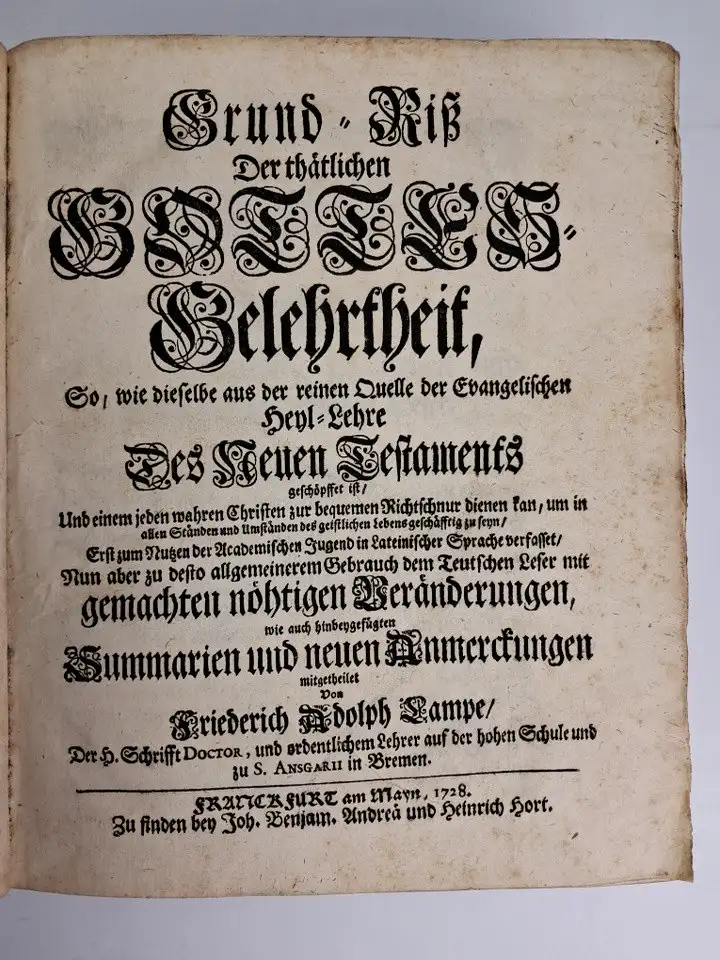 Grund-Riß
Der thätlichen
GOTTES-
Gelehrtheit,
So, wie dieselbe aus der reinen Quelle der Evangelischen
Heyl-Lehre
Des Neuen Testaments
geschöpffet ist/
Und einem jeden wahren Christen zur bequemen Richtschnur dienen kan, um in
allen Ständen und Umständen des geistlichen Lebens geschäfftig zu seyn/
Erst zum Nutzen der Academischen Jugend in Lateinischer Sprache verfasset/
Nun aber zu desto allgemeinerem Gebrauch dem Teutschen Leser mit
gemachten nöhtigen Veränderungen,
wie auch hinbeygefügten
Summarien und neuen Anmerckungen
mitgetheilet
Von
Friederich Adolph Lampe/
Der H. Schrifft DOCTOR, und ordentlichem Lehrer auf der hohen Schule und
zu S. ANSGARII in Bremen.
FRANCKFURT am Mayn, 1728.
Zu finden bey Joh. Benjam. Andreä und Heinrich Hort.